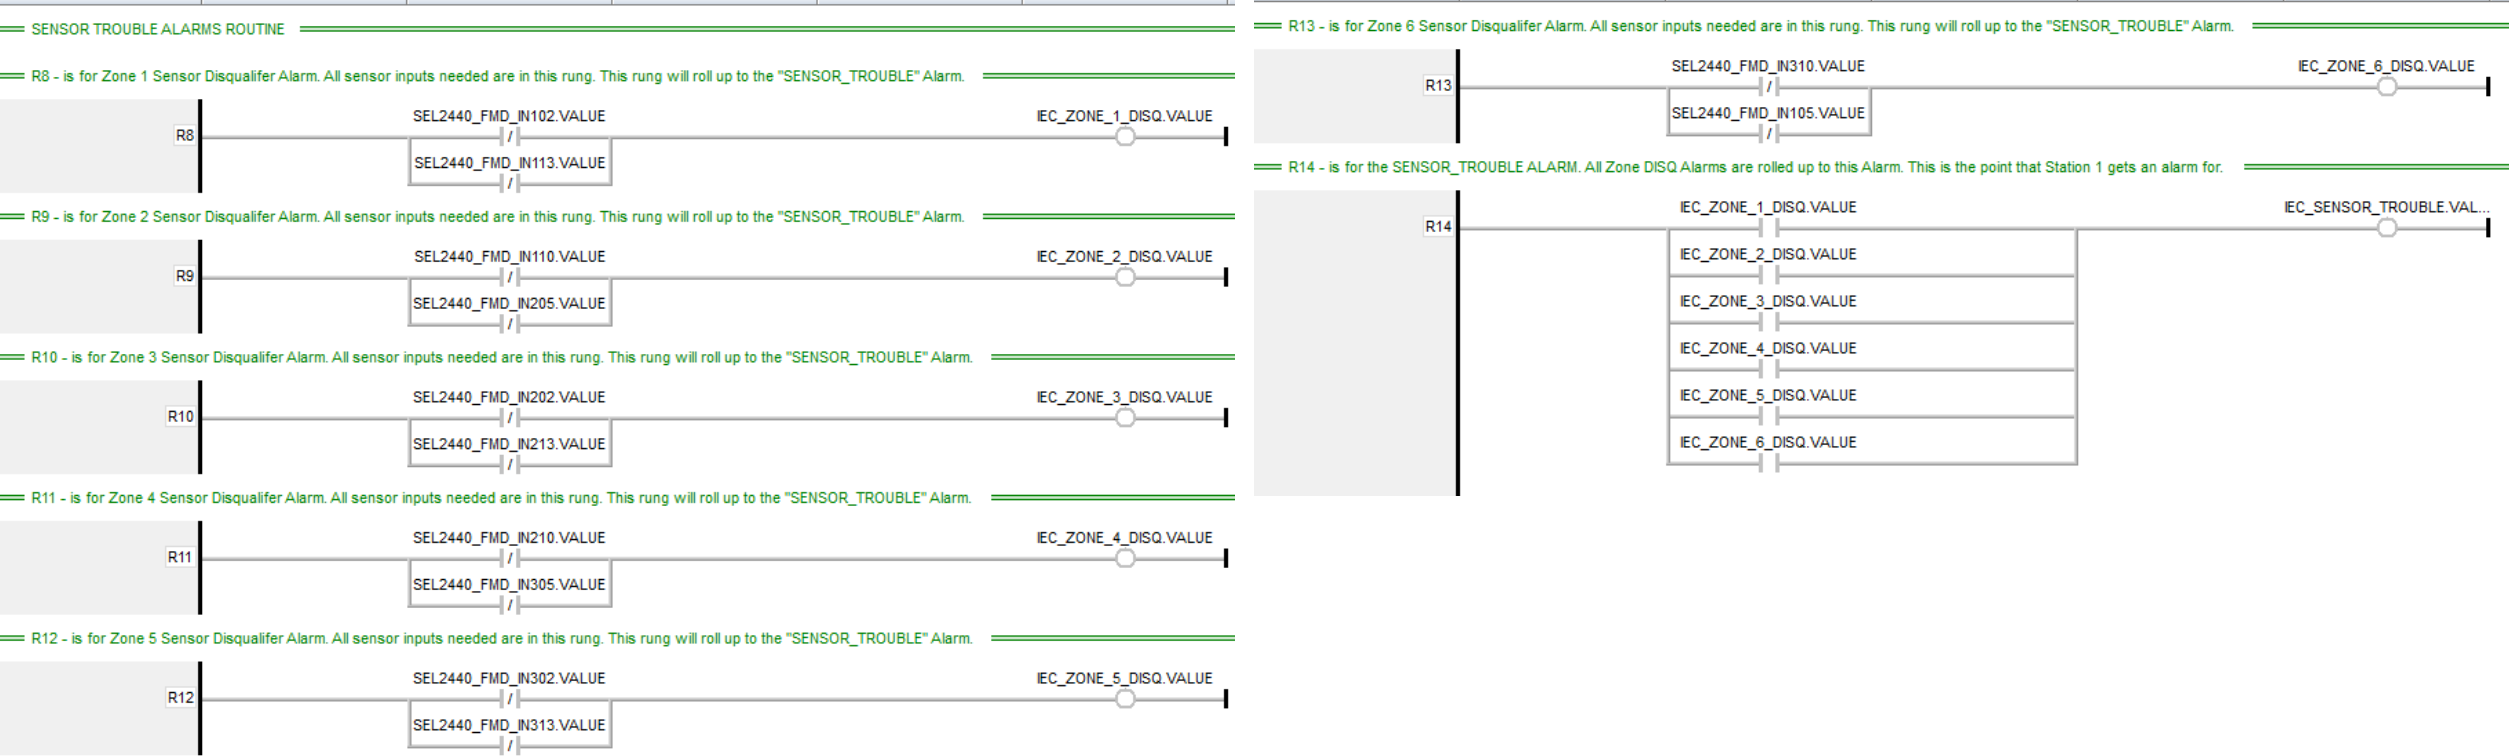 SENSOR TROUBLE ALARMS ROUTINE
R8 - is for Zone 1 Sensor Disqualifer Alarm. All sensor inputs needed are in this rung. This rung will roll up to the "SENSOR_TROUBLE" Alarm.
SEL2440_FMD_IN102.VALUE
IEC_ZONE_1_DISQ.VALUE
R8
/
SEL2440_FMD_IN113.VALUE
/
R9 - is for Zone 2 Sensor Disqualifer Alarm. All sensor inputs needed are in this rung. This rung will roll up to the "SENSOR_TROUBLE" Alarm.
SEL2440_FMD_IN110.VALUE
IEC_ZONE_2_DISQ.VALUE
R9
/
SEL2440_FMD_IN205.VALUE
/
R10 - is for Zone 3 Sensor Disqualifer Alarm. All sensor inputs needed are in this rung. This rung will roll up to the "SENSOR_TROUBLE" Alarm.
SEL2440_FMD_IN202.VALUE
IEC_ZONE_3_DISQ.VALUE
R10
/
SEL2440_FMD_IN213.VALUE
/
R11 - is for Zone 4 Sensor Disqualifer Alarm. All sensor inputs needed are in this rung. This rung will roll up to the "SENSOR_TROUBLE" Alarm.
SEL2440_FMD_IN210.VALUE
IEC_ZONE_4_DISQ.VALUE
R11
/
SEL2440_FMD_IN305.VALUE
/
R12 - is for Zone 5 Sensor Disqualifer Alarm. All sensor inputs needed are in this rung. This rung will roll up to the "SENSOR_TROUBLE" Alarm.
SEL2440_FMD_IN302.VALUE
IEC_ZONE_5_DISQ.VALUE
R12
/
SEL2440_FMD_IN313.VALUE
/
R13 - is for Zone 6 Sensor Disqualifer Alarm. All sensor inputs needed are in this rung. This rung will roll up to the "SENSOR_TROUBLE" Alarm.
SEL2440_FMD_IN310.VALUE
IEC_ZONE_6_DISQ.VALUE
R13
/
SEL2440_FMD_IN105.VALUE
/
R14 - is for the SENSOR_TROUBLE ALARM. All Zone DISQ Alarms are rolled up to this Alarm. This is the point that Station 1 gets an alarm for.
IEC_ZONE_1_DISQ.VALUE
IEC_SENSOR_TROUBLE.VAL...
R14
IEC_ZONE_2_DISQ.VALUE
IEC_ZONE_3_DISQ.VALUE
IEC_ZONE_4_DISQ.VALUE
IEC_ZONE_5_DISQ.VALUE
IEC_ZONE_6_DISQ.VALUE